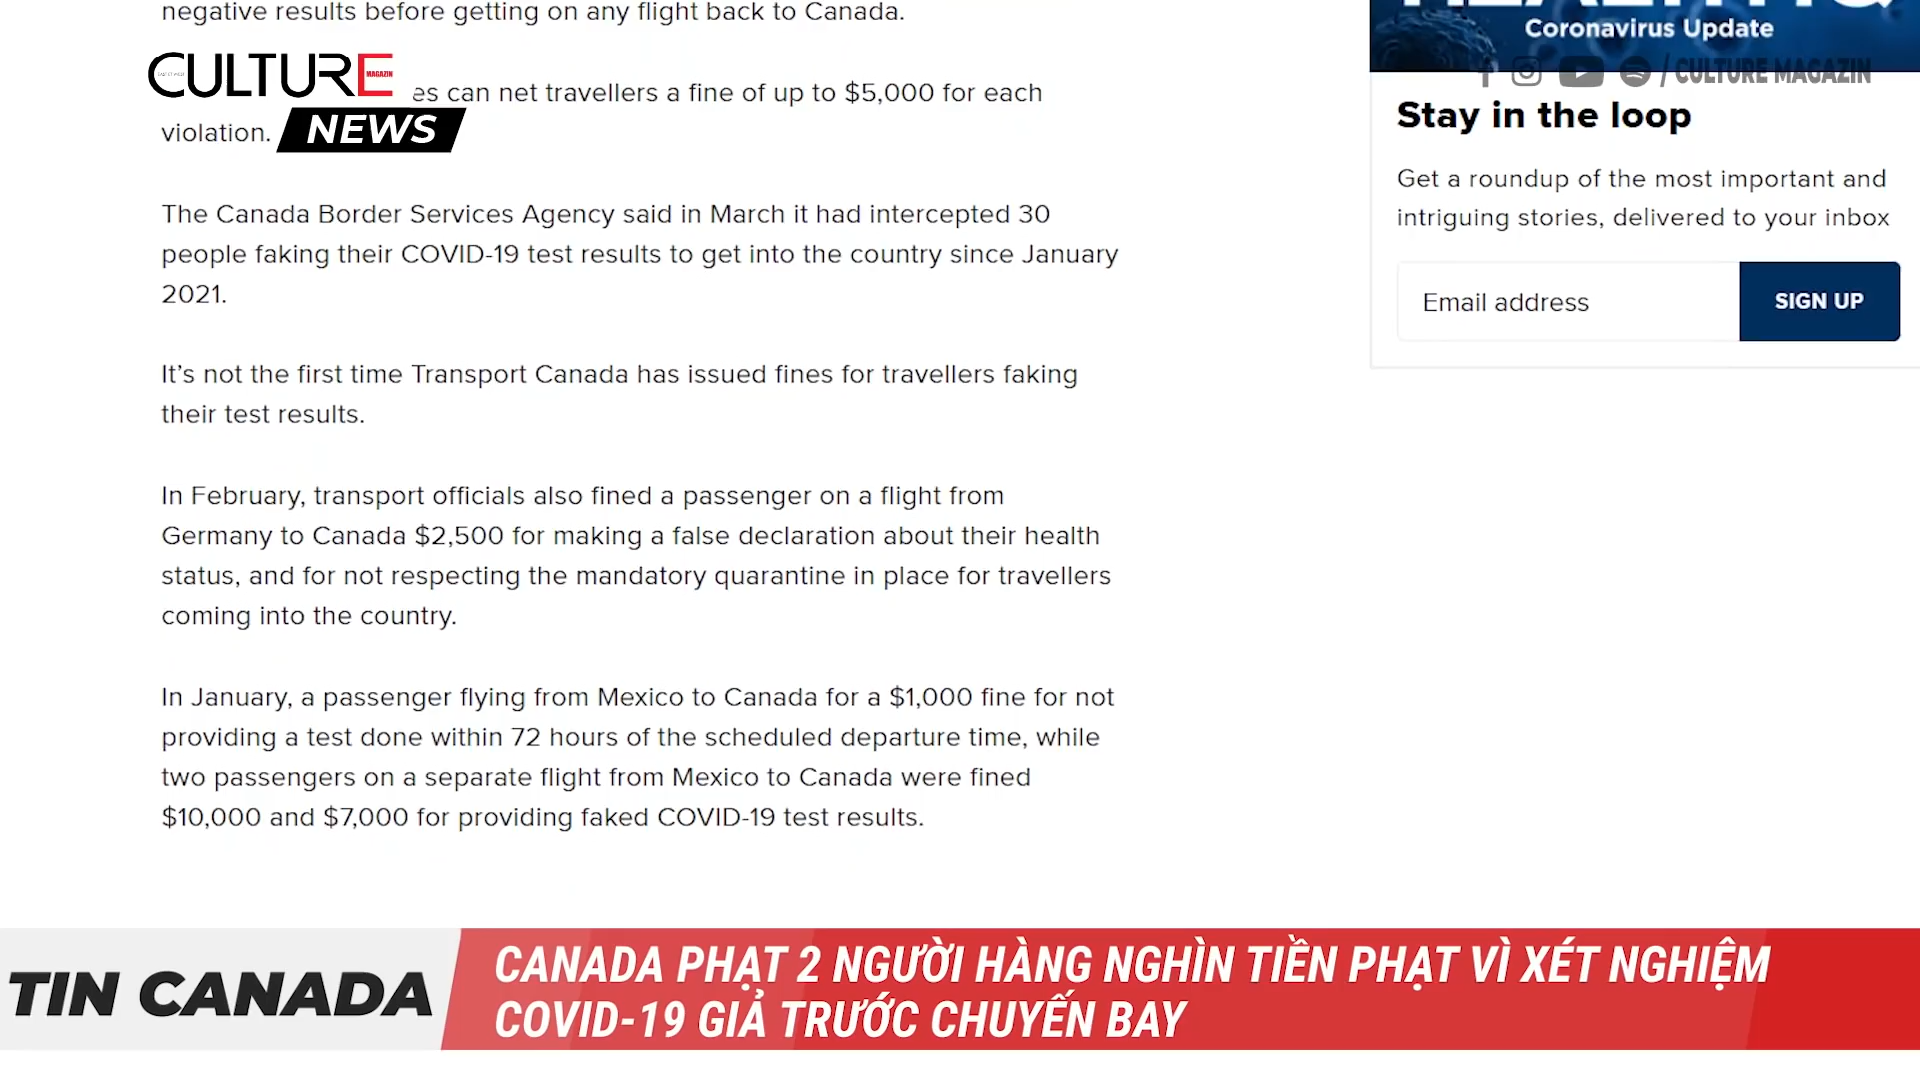 negative results before getting on any flight back to Canada.
CULTURE
MAGAZIN
NEWS
es can net travellers a fine of up to $5,000 for each
violation.
The Canada Border Services Agency said in March it had intercepted 30
people faking their COVID-19 test results to get into the country since January
2021.
It’s not the first time Transport Canada has issued fines for travellers faking
their test results.
In February, transport officials also fined a passenger on a flight from
Germany to Canada $2,500 for making a false declaration about their health
status, and for not respecting the mandatory quarantine in place for travellers
coming into the country.
In January, a passenger flying from Mexico to Canada for a $1,000 fine for not
providing a test done within 72 hours of the scheduled departure time, while
two passengers on a separate flight from Mexico to Canada were fined
$10,000 and $7,000 for providing faked COVID-19 test results.
Coronavirus Update
/ CULTURE MAGAZIN
Stay in the loop
Get a roundup of the most important and
intriguing stories, delivered to your inbox
Email address
SIGN UP
TIN CANADA
CANADA PHẠT 2 NGƯỜI HÀNG NGHÌN TIỀN PHẠT VÌ XÉT NGHIỆM
COVID-19 GIẢ TRƯỚC CHUYẾN BAY